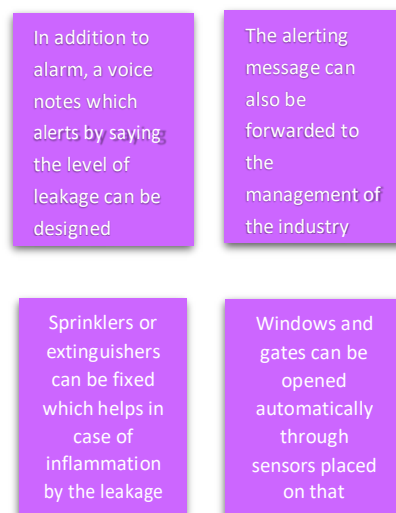 In addition to
alarm, a voice
notes which
alerts by saying
the level of
leakage can be
designed
The alerting
message can
also be
forwarded to
the
management of
the industry
Sprinklers or
extinguishers
can be fixed
which helps in
case of
inflammation
by the leakage
Windows and
gates can be
opened
automatically
through
sensors placed
on that